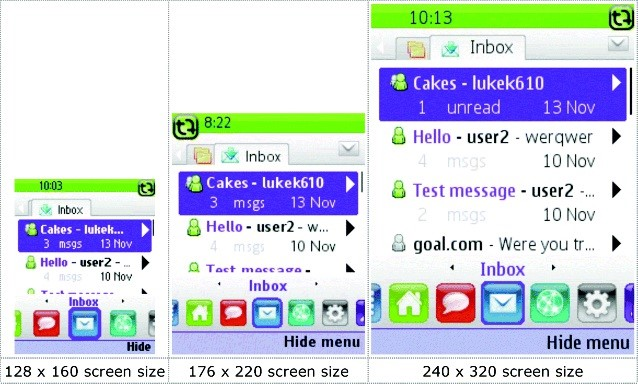 10:03
Inbox
Cakes - lukek...
3 msgs 13 Nov
Hello - user2 - ...
4 msgs 10 Nov
Inbox
Hide
128 x 160 screen size
8:22
Inbox
Cakes - lukek610
3 msgs 13 Nov
Hello - user2 - w...
4 msgs 10 Nov
Test message -
Inbox
Hide menu
176 x 220 screen size
10:13
Inbox
Cakes - lukek610
1 unread 13 Nov
Hello - user2 - werqwer
4 msgs 10 Nov
Test message - user2 -...
2 msgs 10 Nov
goal.com - Were you tr...
Inbox
Hide menu
240 x 320 screen size